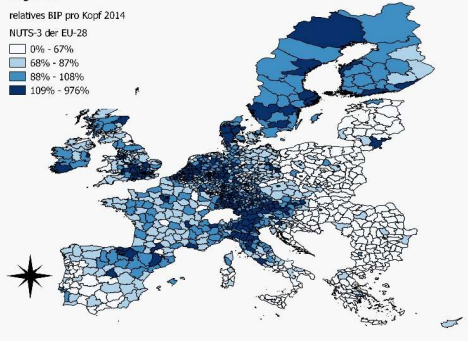 relatives BIP pro Kopf 2014
NUTS-3 der EU-28
0% - 67%
68% - 87%
88% - 108%
109% - 976%